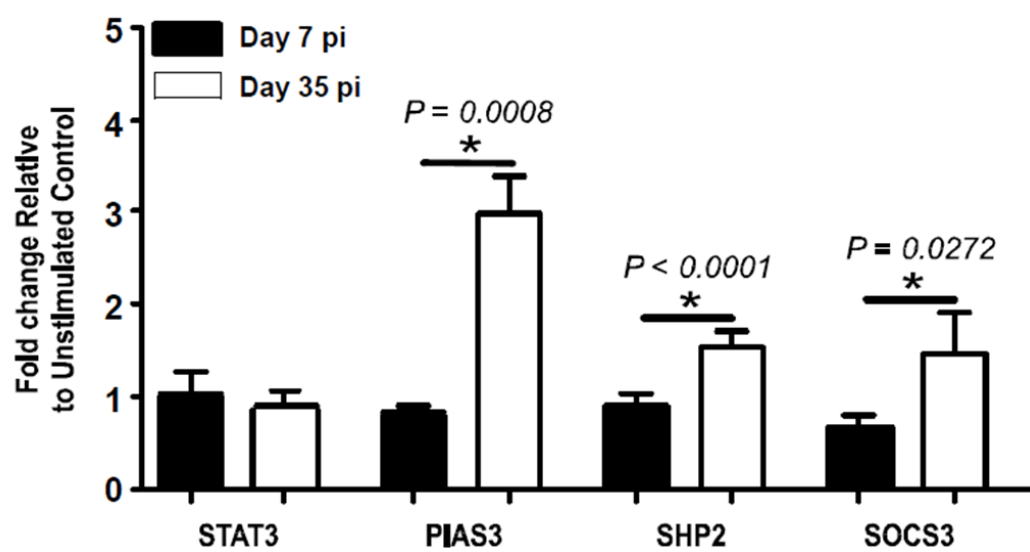 Day 7 pi
Day 35 pi
Fold change Relative
to Unstimulated Control
5
4
3
2
1
0
P = 0.0008
*
P < 0.0001
*
P = 0.0272
*
STAT3
PIAS3
SHP2
SOCS3